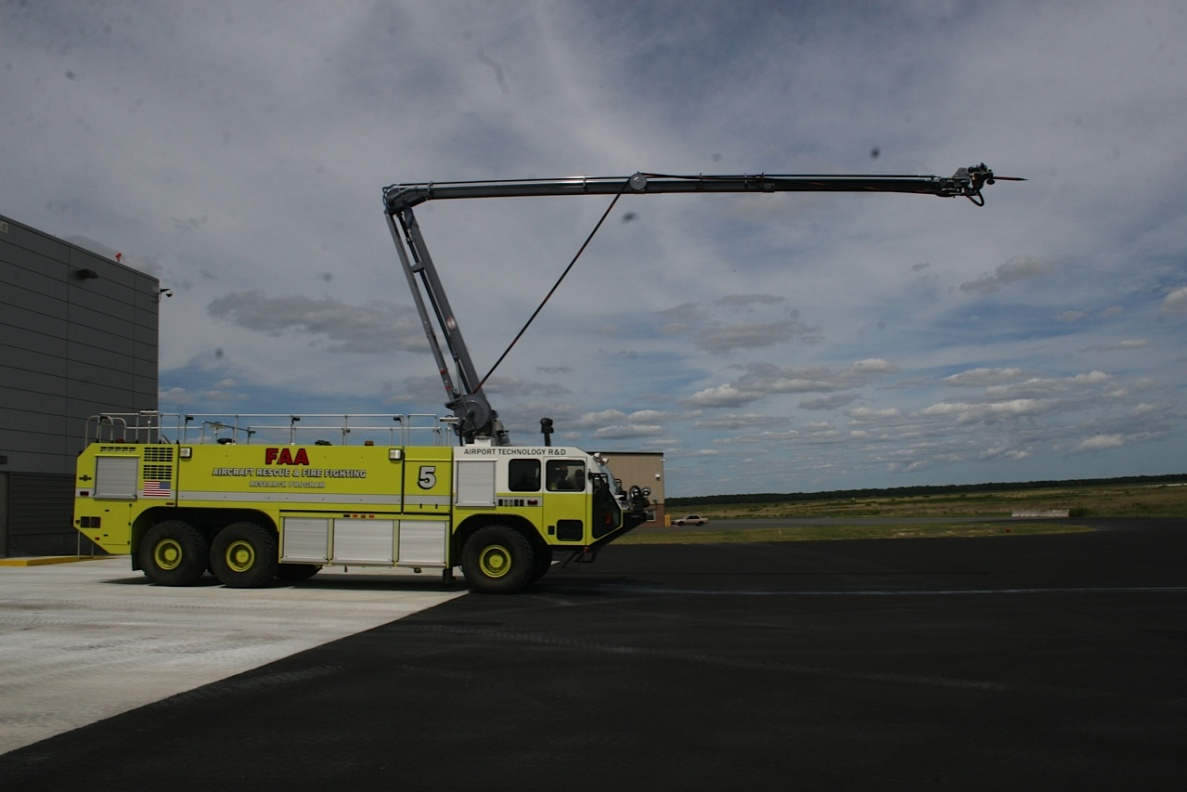 FAA
AIRCRAFT RESCUE & FIRE FIGHTING
RESEARCH PROGRAM
5
AIRPORT TECHNOLOGY R&D